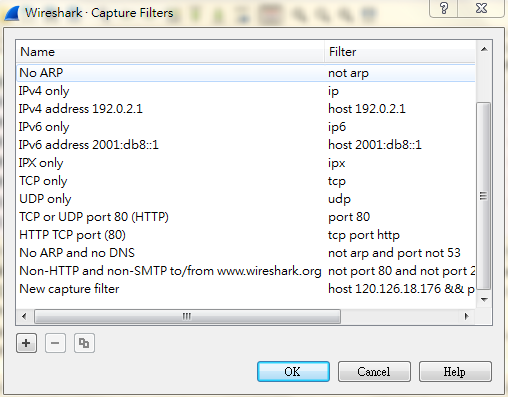 Wireshark · Capture Filters
Name Filter
No ARP not arp
IPv4 only ip
IPv4 address 192.0.2.1 host 192.0.2.1
IPv6 only ip6
IPv6 address 2001:db8::1 host 2001:db8::1
IPX only ipx
TCP only tcp
UDP only udp
TCP or UDP port 80 (HTTP) port 80
HTTP TCP port (80) tcp port http
No ARP and no DNS not arp and port not 53
Non-HTTP and non-SMTP to/from www.wireshark.org not port 80 and not port 2
New capture filter host 120.126.18.176 && p
OK Cancel Help